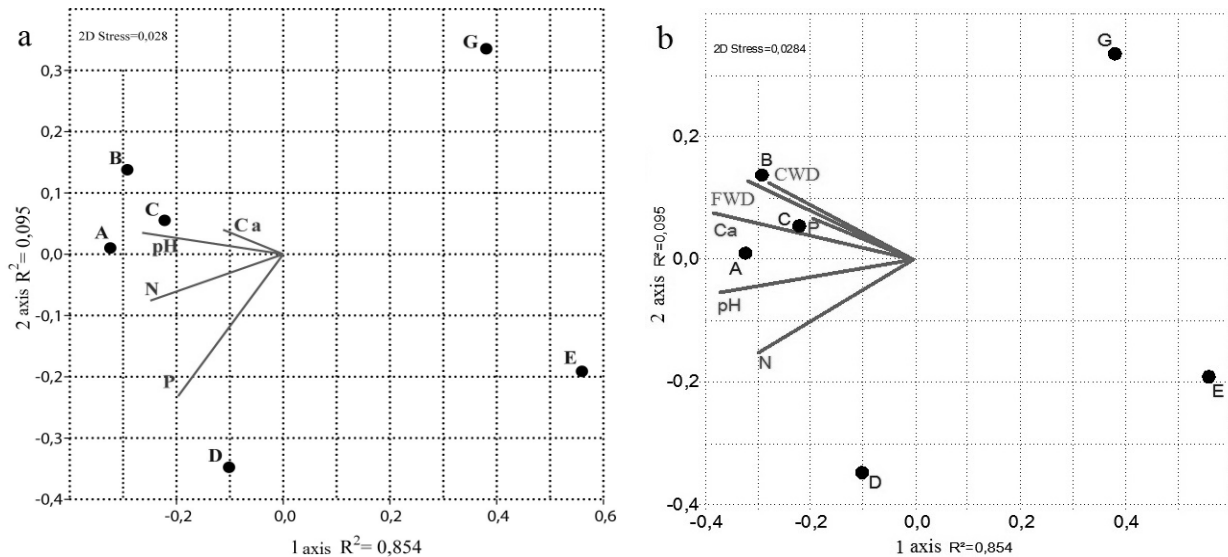 a
2D Stress=0,028
G
0,3
0,2
B
C
Ca
0,1
A
pH
0,0
N
-0,1
P
E
-0,2
D
-0,3
-0,4
-0,2
0,0
0,2
0,4
0,6
2 axis R²= 0,095
1 axis R²= 0,854
b
2D Stress=0,0284
G
0,2
B
CWD
FWD
C
P
Ca
0,0
A
pH
N
-0,2
E
D
-0,4
-0,4
-0,2
0,0
0,2
0,4
2 axis R²=0,095
1 axis R²=0,854